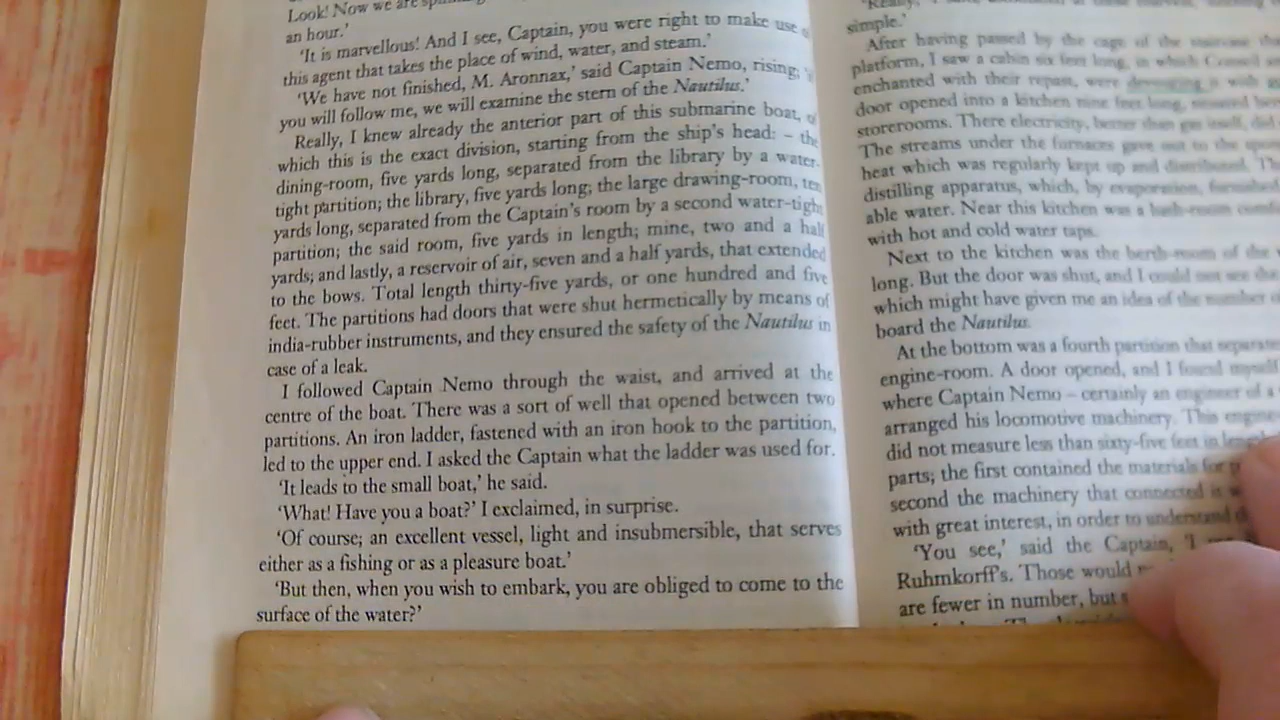 Look! Now we are
an hour.'
'It is marvellous! And I see, Captain, you were right to make use
this agent that takes the place of wind, water, and steam.'
'We have not finished, M. Aronnax,' said Captain Nemo, rising;
you will follow me, we will examine the stern of the Nautilus.'
Really, I knew already the anterior part of this submarine boat,
which this is the exact division, starting from the ship's head: – the
dining-room, five yards long, separated from the library by a water-
tight partition; the library, five yards long; the large drawing-room, ten
yards long, separated from the Captain's room by a second water-tight
partition; the said room, five yards in length; mine, two and a half
yards; and lastly, a reservoir of air, seven and a half yards, that extended
to the bows. Total length thirty-five yards, or one hundred and five
feet. The partitions had doors that were shut hermetically by means of
india-rubber instruments, and they ensured the safety of the Nautilus in
case of a leak.
I followed Captain Nemo through the waist, and arrived at the
centre of the boat. There was a sort of well that opened between two
partitions. An iron ladder, fastened with an iron hook to the partition,
led to the upper end. I asked the Captain what the ladder was used for.
'It leads to the small boat,' he said.
'What! Have you a boat?' I exclaimed, in surprise.
'Of course; an excellent vessel, light and insubmersible, that serves
either as a fishing or as a pleasure boat.'
'But then, when you wish to embark, you are obliged to come to the
surface of the water?'
simple.'
After having passed by the cage of the staircase
platform, I saw a cabin six feet long, in which
enchanted with their repast, were devouring it with
door opened into a kitchen nine feet long,
storerooms. There electricity, better than gas itself, did
The streams under the furnaces gave out to the
heat which was regularly kept up and distributed.
distilling apparatus, which, by evaporation, furnished
able water. Near this kitchen was a bath-room
with hot and cold water taps.
Next to the kitchen was the berth-room of the
long. But the door was shut, and I could not see the
which might have given me an idea of the number
board the Nautilus.
At the bottom was a fourth partition that separate
engine-room. A door opened, and I found myself
where Captain Nemo – certainly an engineer of a
arranged his locomotive machinery. This engine
did not measure less than sixty-five feet in length
parts; the first contained the materials for
second the machinery that connected it
with great interest, in order to understand
'You see,' said the Captain, 'I
Ruhmkorff's. Those would
are fewer in number, but